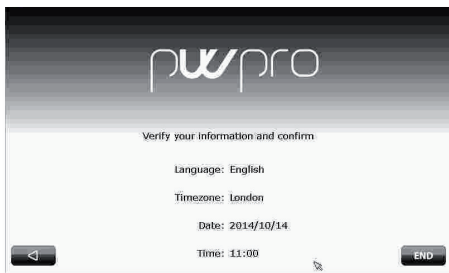 pwpro
Verify your information and confirm
Language: English
Timezone: London
Date: 2014/10/14
Time: 11:00
END